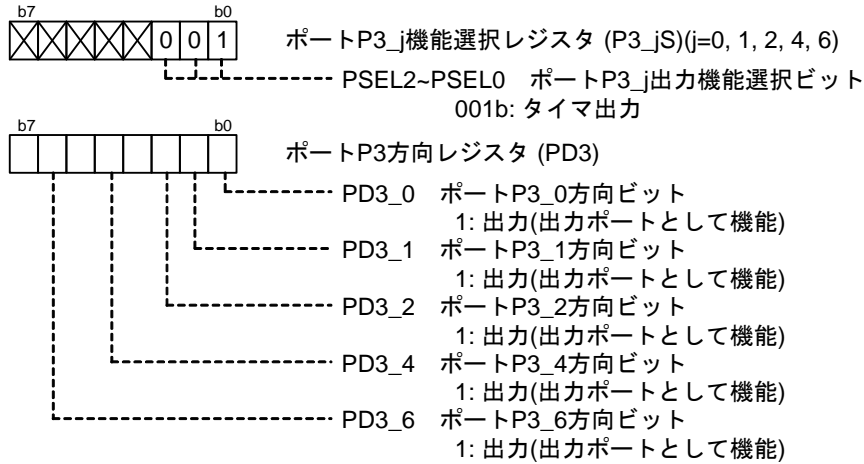 b7 b0
0 0 1 ポートP3_j機能選択レジスタ (P3_jS)(j=0, 1, 2, 4, 6)
PSEL2~PSEL0 ポートP3_j出力機能選択ビット
001b: タイマ出力
b7 b0
ポートP3方向レジスタ (PD3)
PD3_0 ポートP3_0方向ビット
1: 出力(出力ポートとして機能)
PD3_1 ポートP3_1方向ビット
1: 出力(出力ポートとして機能)
PD3_2 ポートP3_2方向ビット
1: 出力(出力ポートとして機能)
PD3_4 ポートP3_4方向ビット
1: 出力(出力ポートとして機能)
PD3_6 ポートP3_6方向ビット
1: 出力(出力ポートとして機能)